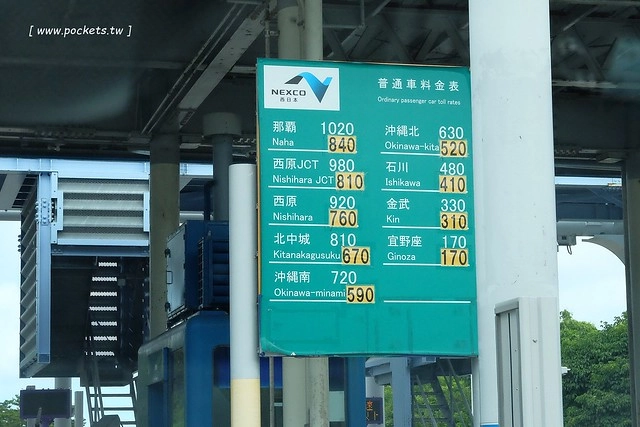 [ www.pockets.tw ]
NEXCO
西日本
普通車料金表
Ordinary passenger car toll rates
那覇 1020
Naha 840
西原JCT 980
Nishihara JCT 810
西原 920
Nishihara 760
北中城 810
Kitanakagusuku 670
沖縄南 720
Okinawa-minami 590
沖縄北 630
Okinawa-kita 520
石川 480
Ishikawa 410
金武 330
Kin 310
宜野座 170
Ginoza 170